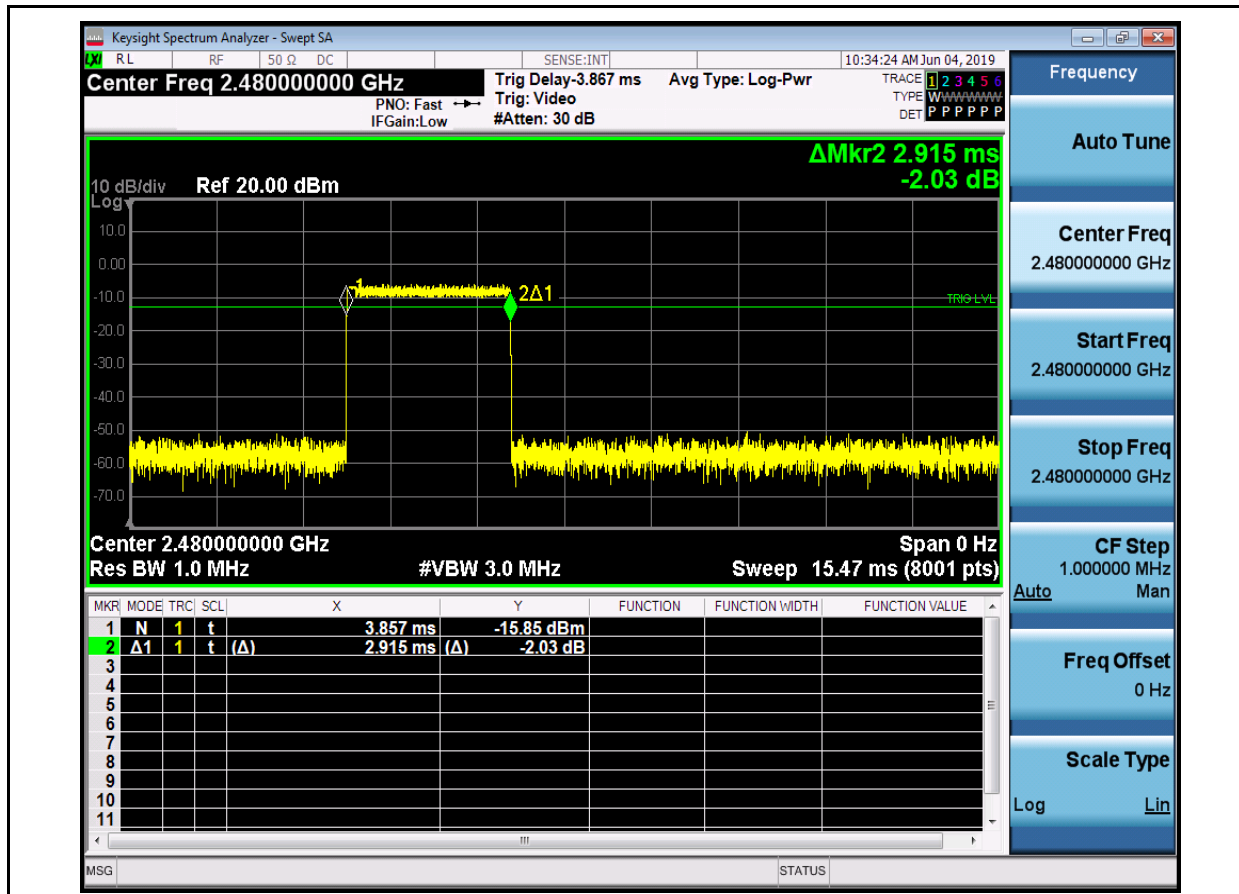 Keysight Spectrum Analyzer - Swept SA
LXI RL RF 50 Ω DC SENSE:INT 10:34:24 AM Jun 04, 2019
Center Freq 2.480000000 GHz
PNO: Fast
IFGain:Low
Trig Delay-3.867 ms
Trig: Video
#Atten: 30 dB
Avg Type: Log-Pwr
TRACE 1 2 3 4 5 6
TYPE WWWWWW
DET P P P P P P
ΔMkr2 2.915 ms
-2.03 dB
10 dB/div Ref 20.00 dBm
Log
10.0
0.00
-10.0
-20.0
-30.0
-40.0
-50.0
-60.0
-70.0
1
2Δ1
TRIG LVL
Center 2.480000000 GHz Span 0 Hz
Res BW 1.0 MHz #VBW 3.0 MHz Sweep 15.47 ms (8001 pts)
MKR MODE TRC SCL X Y FUNCTION FUNCTION WIDTH FUNCTION VALUE
1 N 1 t 3.857 ms -15.85 dBm
2 Δ1 1 t (Δ) 2.915 ms (Δ) -2.03 dB
3
4
5
6
7
8
9
10
11
MSG STATUS
Frequency
Auto Tune
Center Freq
2.480000000 GHz
Start Freq
2.480000000 GHz
Stop Freq
2.480000000 GHz
CF Step
1.000000 MHz
Auto Man
Freq Offset
0 Hz
Scale Type
Log Lin